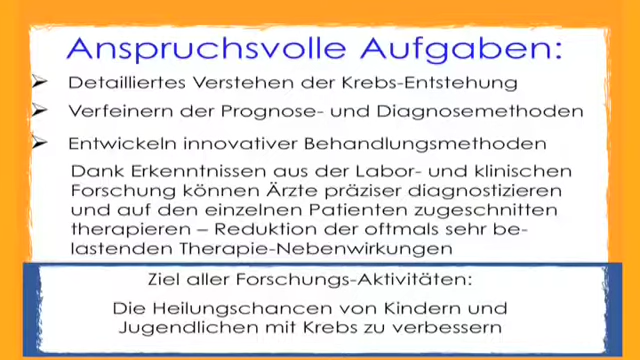 Anspruchsvolle Aufgaben:
➢ Detailliertes Verstehen der Krebs-Entstehung
➢ Verfeinern der Prognose- und Diagnosemethoden
➢ Entwickeln innovativer Behandlungsmethoden
Dank Erkenntnissen aus der Labor- und klinischen
Forschung können Ärzte präziser diagnostizieren
und auf den einzelnen Patienten zugeschnitten
therapieren – Reduktion der oftmals sehr be-
lastenden Therapie-Nebenwirkungen
Ziel aller Forschungs-Aktivitäten:
Die Heilungschancen von Kindern und
Jugendlichen mit Krebs zu verbessern